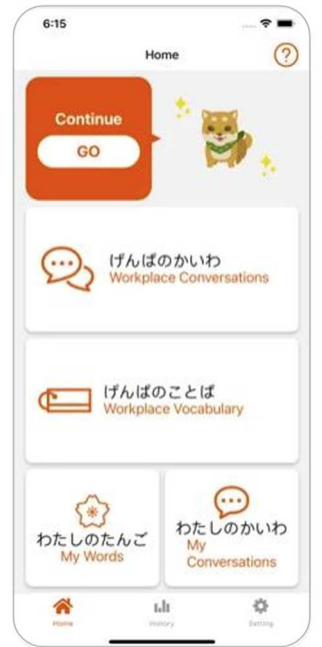 6:15
Home
?
Continue
GO
げんばのかいわ
Workplace Conversations
げんばのことば
Workplace Vocabulary
わたしのたんご
My Words
わたしのかいわ
My
Conversations
Home
History
Setting